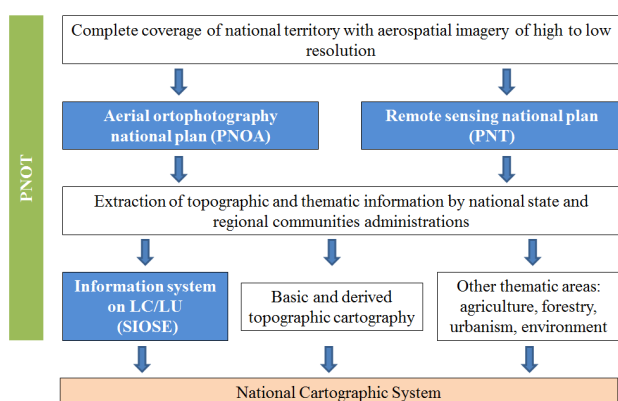 Complete coverage of national territory with aerospatial imagery of high to low
resolution
PNOT
Aerial ortophotography
national plan (PNOA)
Remote sensing national plan
(PNT)
Extraction of topographic and thematic information by national state and
regional communities administrations
Information system
on LC/LU
(SIOSE)
Basic and derived
topographic cartography
Other thematic areas:
agriculture, forestry,
urbanism, environment
National Cartographic System